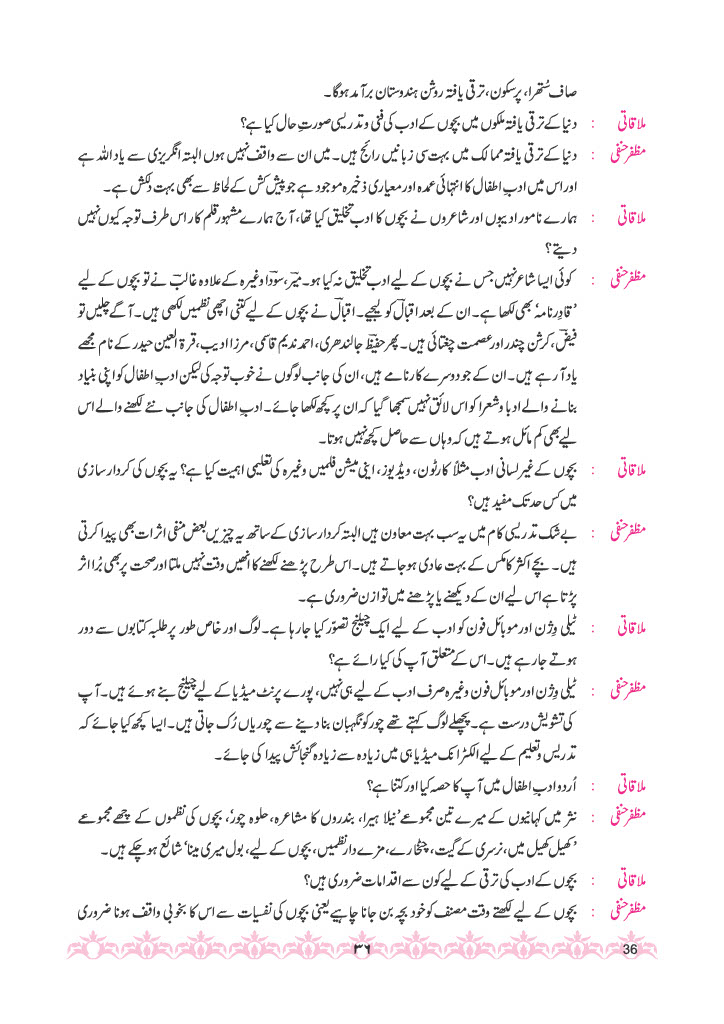 صاف ستھرا، پرسکون، ترقی یافتہ روشن ہندوستان برآمد ہوگا۔
ملاقاتی : دنیا کے ترقی یافتہ ملکوں میں بچوں کے ادب کی فنی و تدریسی صورتِ حال کیا ہے؟
مظفر حنفی : دنیا کے ترقی یافتہ ممالک میں بہت سی زبانیں رائج ہیں۔ میں ان سے واقف نہیں ہوں البتہ انگریزی سے یاد اللہ ہے
اور اس میں ادبِ اطفال کا انتہائی عمدہ اور معیاری ذخیرہ موجود ہے جو پیش کش کے لحاظ سے بھی بہت دلکش ہے۔
ملاقاتی : ہمارے نامور ادیبوں اور شاعروں نے بچوں کا ادب تخلیق کیا تھا، آج ہمارے مشہور قلم کار اس طرف توجہ کیوں نہیں
دیتے؟
مظفر حنفی : کوئی ایسا شاعر نہیں جس نے بچوں کے لیے ادب تخلیق نہ کیا ہو۔ میرؔ، سوداؔ وغیرہ کے علاوہ غالبؔ نے تو بچوں کے لیے
’قادر نامہ‘ بھی لکھا ہے۔ ان کے بعد اقبالؔ کو لیجیے۔ اقبالؔ نے بچوں کے لیے کتنی اچھی نظمیں لکھی ہیں۔ آگے چلیں تو
فیضؔ، کرشن چندر اور عصمت چغتائی ہیں۔ پھر حفیظؔ جالندھری، احمد ندیم قاسمی، مرزا ادیب، قرۃ العین حیدر کے نام مجھے
یاد آرہے ہیں۔ ان کے جو دوسرے کارنامے ہیں، ان کی جانب لوگوں نے خوب توجہ کی لیکن ادبِ اطفال کو اپنی بنیاد
بنانے والے ادبا و شعرا کو اس لائق نہیں سمجھا گیا کہ ان پر کچھ لکھا جائے۔ ادبِ اطفال کی جانب نئے لکھنے والے اس
لیے بھی کم مائل ہوتے ہیں کہ وہاں سے حاصل کچھ نہیں ہوتا۔
ملاقاتی : بچوں کے غیر لسانی ادب مثلاً کارٹون، ویڈیوز، اینی میشن فلمیں وغیرہ کی تعلیمی اہمیت کیا ہے؟ یہ بچوں کی کردار سازی
میں کس حد تک مفید ہیں؟
مظفر حنفی : بے شک تدریسی کام میں یہ سب بہت معاون ہیں البتہ کردار سازی کے ساتھ یہ چیزیں بعض منفی اثرات بھی پیدا کرتی
ہیں۔ بچے اکثر کامکس کے بہت عادی ہوجاتے ہیں۔ اس طرح پڑھنے لکھنے کا انھیں وقت نہیں ملتا اور صحت پر بھی بُرا اثر
پڑتا ہے اس لیے ان کے دیکھنے یا پڑھنے میں توازن ضروری ہے۔
ملاقاتی : ٹیلی وِژن اور موبائل فون کو ادب کے لیے ایک چیلنج تصوّر کیا جارہا ہے۔ لوگ اور خاص طور پر طلبہ کتابوں سے دور
ہوتے جارہے ہیں۔ اس کے متعلق آپ کی کیا رائے ہے؟
مظفر حنفی : ٹیلی وِژن اور موبائل فون وغیرہ صرف ادب کے لیے ہی نہیں، پورے پرنٹ میڈیا کے لیے چیلنج بنے ہوئے ہیں۔ آپ
کی تشویش درست ہے۔ پچھلے لوگ کہتے تھے چور کو نگہبان بنا دینے سے چوریاں رُک جاتی ہیں۔ ایسا کچھ کیا جائے کہ
تدریس و تعلیم کے لیے الکٹرانک میڈیا ہی میں زیادہ سے زیادہ گنجائش پیدا کی جائے۔
ملاقاتی : اُردو ادبِ اطفال میں آپ کا حصہ کیا اور کتنا ہے؟
مظفر حنفی : نثر میں کہانیوں کے میرے تین مجموعے ’نیلا ہیرا، بندروں کا مشاعرہ، حلوہ چور‘، بچوں کی نظموں کے چھے مجموعے
’کھیل کھیل میں، نرسری کے گیت، چٹخارے، مزے دار نظمیں، بچوں کے لیے، بول میری مینا‘ شائع ہوچکے ہیں۔
ملاقاتی : بچوں کے ادب کی ترقی کے لیے کون سے اقدامات ضروری ہیں؟
مظفر حنفی : بچوں کے لیے لکھتے وقت مصنف کو خود بچہ بن جانا چاہیے یعنی بچوں کی نفسیات سے اس کا بخوبی واقف ہونا ضروری
۳۶
36